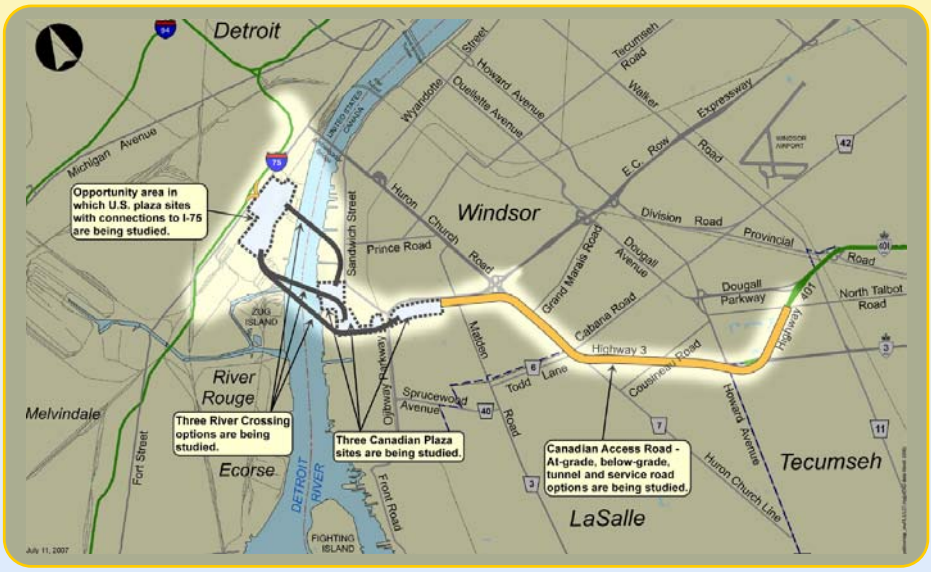 94
Detroit
Michigan Avenue
75
Opportunity area in
which U.S. plaza sites
with connections to I-75
are being studied.
UNITED STATES
CANADA
Wyandotte
Street
Howard Avenue
Ouellette Avenue
Tecumseh
Road
Walker
Road
E. C. Row
Expressway
WINDSOR
AIRPORT
42
Windsor
Huron
Church
Road
Sandwich Street
Prince Road
Division Road
Provincial
Road
401
Grand Marais Road
Dougall
Avenue
Dougall
Parkway
North Talbot
Road
Highway 401
3
Cabana Road
Highway 3
Cousineau Road
6
Todd Lane
Malden
Road
ZUG
ISLAND
River
Rouge
Ojibway Parkway
Sprucewood
Avenue
40
Melvindale
Fort Street
Three River Crossing
options are being
studied.
Three Canadian Plaza
sites are being studied.
Canadian Access Road -
At-grade, below-grade,
tunnel and service road
options are being studied.
7
Howard Avenue
11
Tecumseh
Ecorse
DETROIT
RIVER
Front Road
3
Huron Church Line
LaSalle
FIGHTING
ISLAND
July 11, 2007